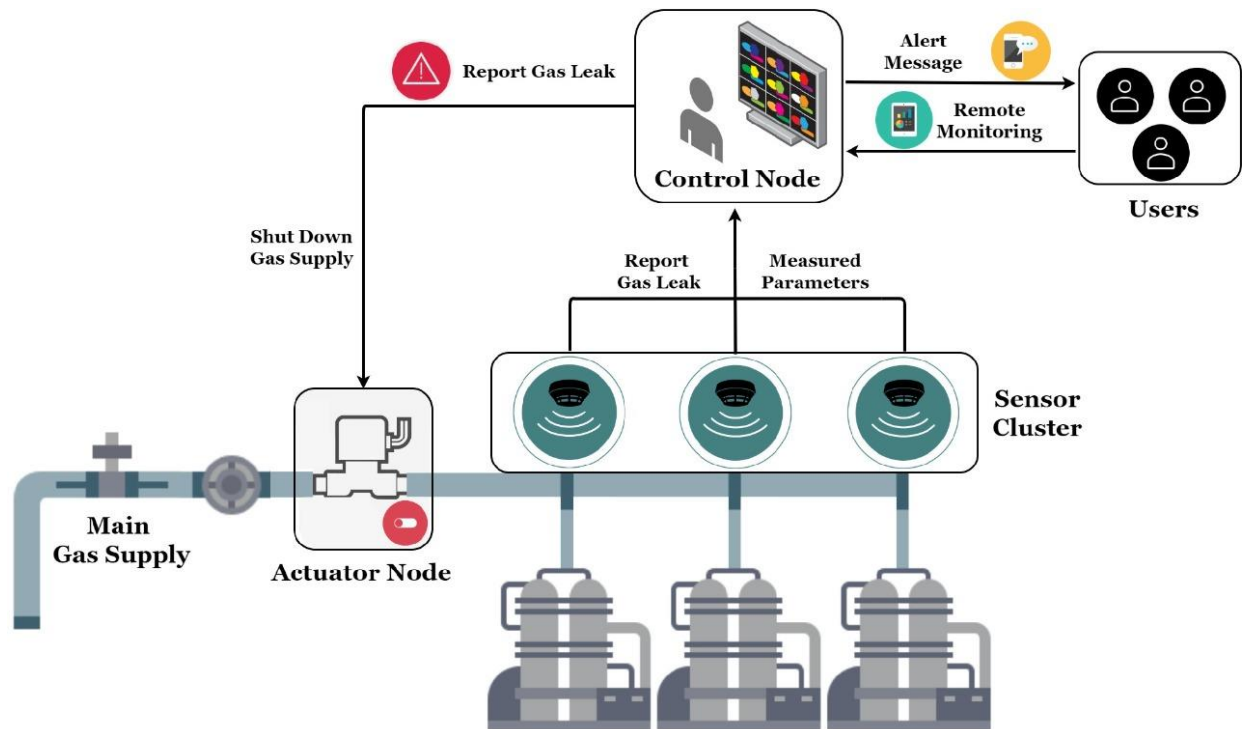 Report Gas Leak
Alert
Message
Remote
Monitoring
Control Node
Users
Shut Down
Gas Supply
Report
Gas Leak
Measured
Parameters
Sensor
Cluster
Main
Gas Supply
Actuator Node